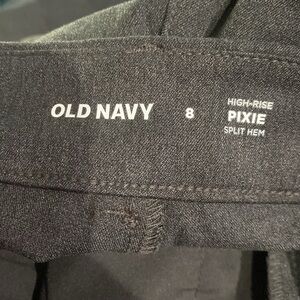 OLD NAVY
8
HIGH-RISE
PIXIE
SPLIT HEM